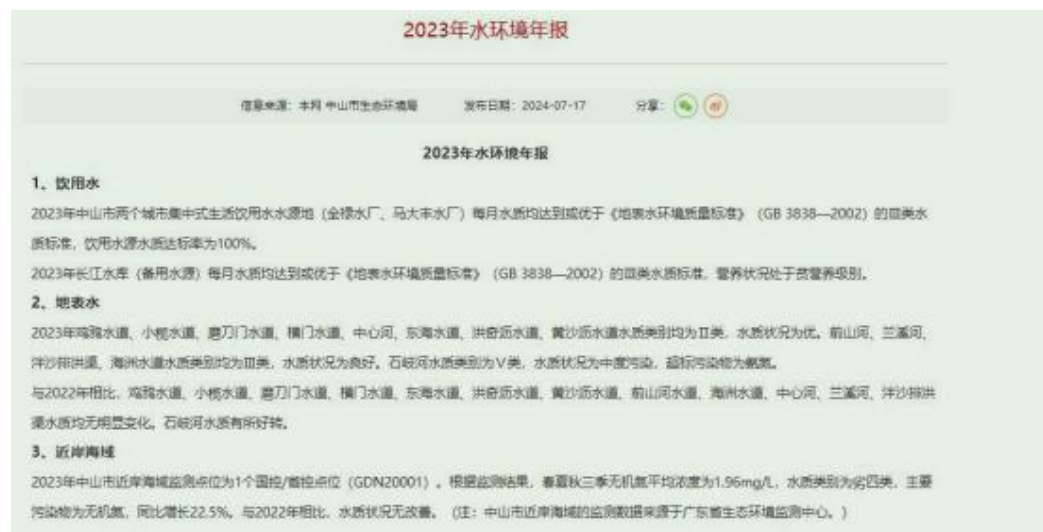 2023年水环境年报
信息来源：本网 中山市生态环境局 发布日期：2024-07-17 分享：
2023年水环境年报
1、饮用水
2023年中山市两个城市集中式生活饮用水水源地（全禄水厂、马大丰水厂）每月水质均达到或优于《地表水环境质量标准》（GB 3838—2002）的Ⅲ类水
质标准，饮用水源水质达标率为100%。
2023年长江水库（备用水源）每月水质均达到或优于《地表水环境质量标准》（GB 3838—2002）的Ⅲ类水质标准，营养状况处于贫营养级别。
2、地表水
2023年鸡鸦水道、小榄水道、磨刀门水道、横门水道、中心河、东海水道、洪奇沥水道、黄沙沥水道水质类别均为Ⅱ类，水质状况为优。前山河、兰溪河、
泮沙排洪渠、海洲水道水质类别均为Ⅲ类，水质状况为良好。石岐河水质类别为Ⅴ类，水质状况为中度污染，超标污染物为氨氮。
与2022年相比，鸡鸦水道、小榄水道、磨刀门水道、横门水道、东海水道、洪奇沥水道、黄沙沥水道、前山河水道、海洲水道、中心河、兰溪河、泮沙排洪
渠水质均无明显变化。石岐河水质有所好转。
3、近岸海域
2023年中山市近岸海域监测点位为1个国控/省控点位（GDN20001）。根据监测结果，春夏秋三季无机氮平均浓度为1.96mg/L，水质类别为劣四类，主要
污染物为无机氮，同比增长22.5%。与2022年相比，水质状况无改善。（注：中山市近岸海域的监测数据来源于广东省生态环境监测中心。）